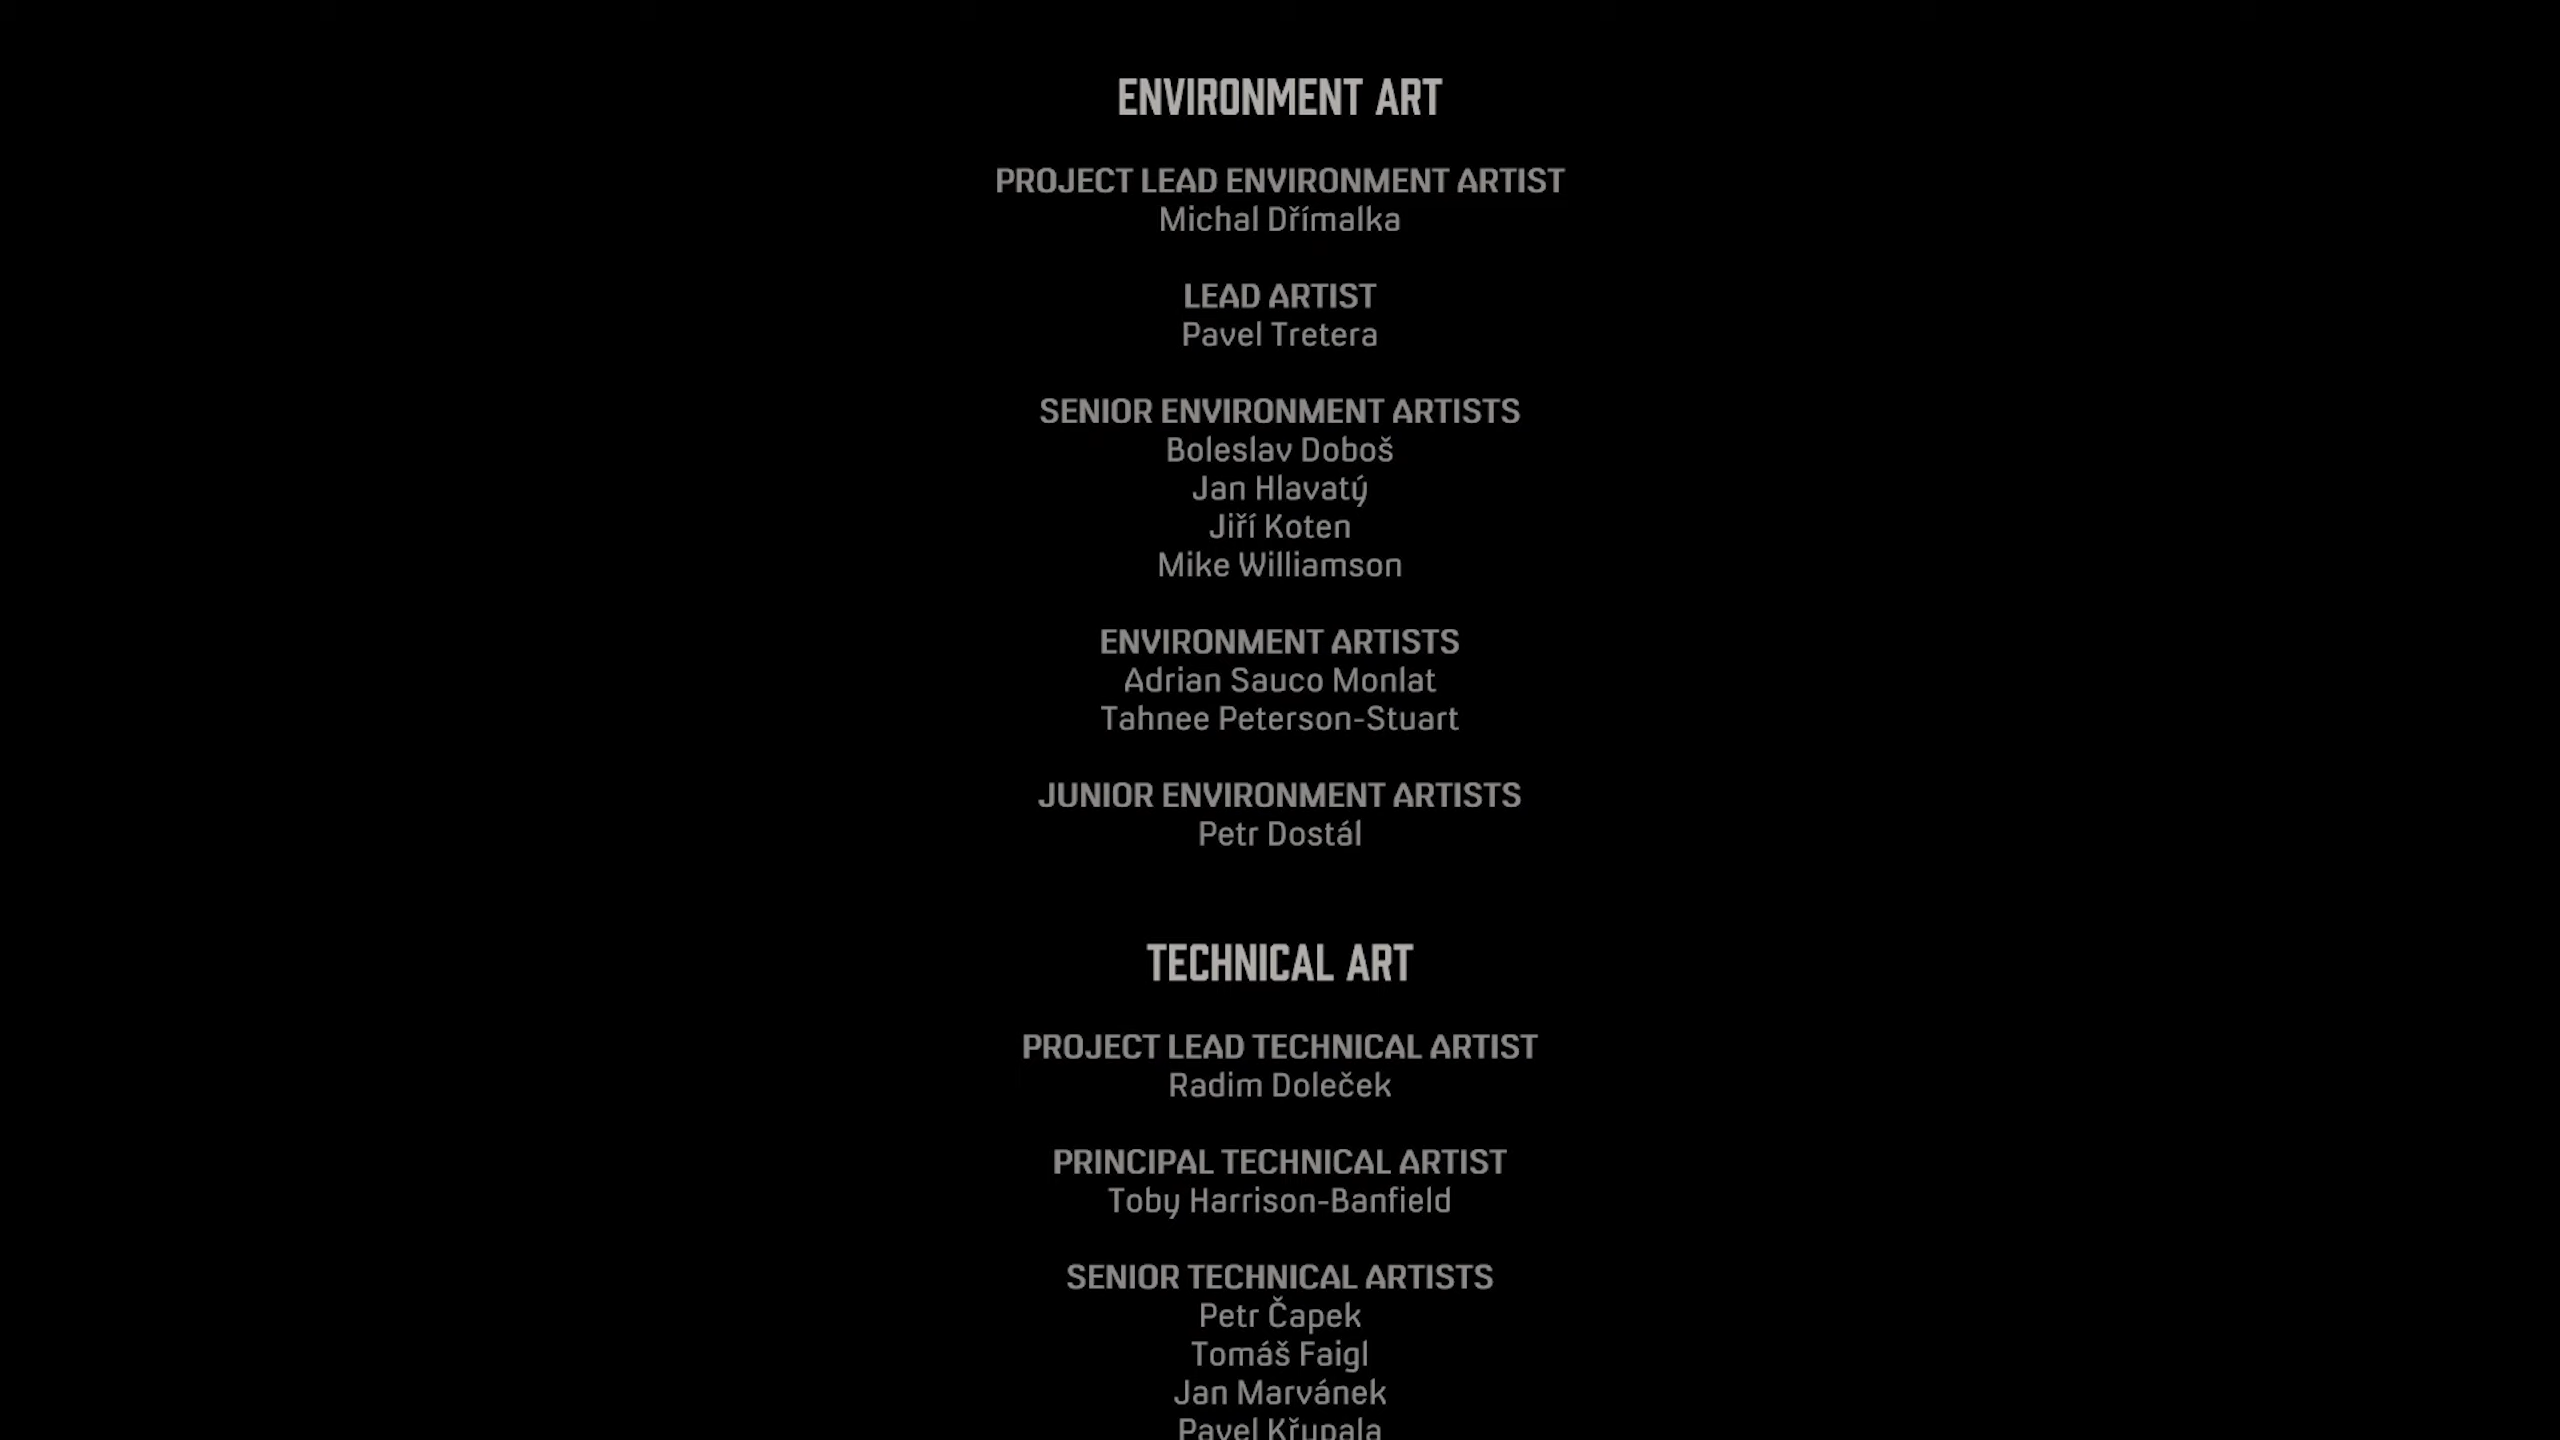 ENVIRONMENT ART
PROJECT LEAD ENVIRONMENT ARTIST
Michal Dřímalka
LEAD ARTIST
Pavel Tretera
SENIOR ENVIRONMENT ARTISTS
Boleslav Doboš
Jan Hlavatý
Jiří Koten
Mike Williamson
ENVIRONMENT ARTISTS
Adrian Sauco Monlat
Tahnee Peterson-Stuart
JUNIOR ENVIRONMENT ARTISTS
Petr Dostál
TECHNICAL ART
PROJECT LEAD TECHNICAL ARTIST
Radim Doleček
PRINCIPAL TECHNICAL ARTIST
Toby Harrison-Banfield
SENIOR TECHNICAL ARTISTS
Petr Čapek
Tomáš Faigl
Jan Marvánek
Pavel Křupala